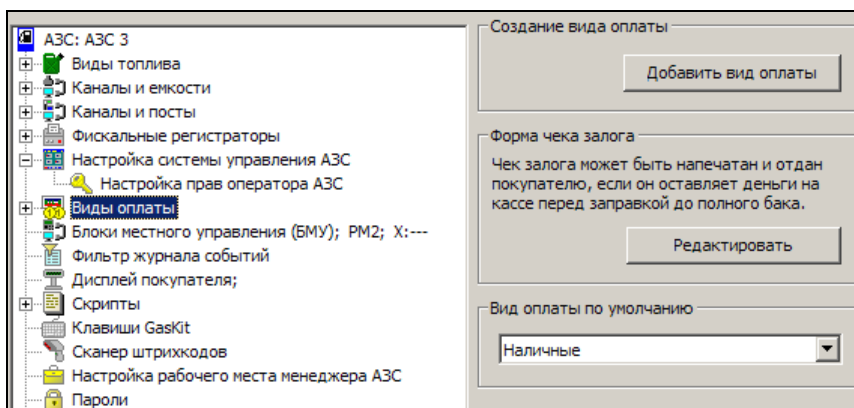 АЗС: АЗС 3
Виды топлива
Каналы и емкости
Каналы и посты
Фискальные регистраторы
Настройка системы управления АЗС
Настройка прав оператора АЗС
Виды оплаты
Блоки местного управления (БМУ); РМ2; X:---
Фильтр журнала событий
Дисплей покупателя;
Скрипты
Клавиши GasKit
Сканер штрихкодов
Настройка рабочего места менеджера АЗС
Пароли
Создание вида оплаты
Добавить вид оплаты
Форма чека залога
Чек залога может быть напечатан и отдан
покупателю, если он оставляет деньги на
кассе перед заправкой до полного бака.
Редактировать
Вид оплаты по умолчанию
Наличные